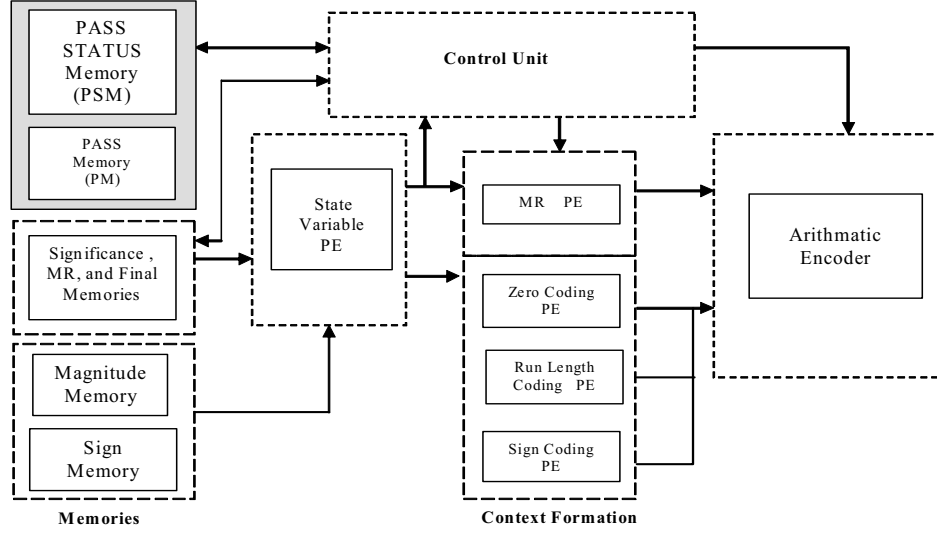 PASS
STATUS
Memory
(PSM)
PASS
Memory
(PM)
Significance ,
MR, and Final
Memories
Magnitude
Memory
Sign
Memory
Memories
State
Variable
PE
Control Unit
MR PE
Zero Coding
PE
Run Length
Coding PE
Sign Coding
PE
Context Formation
Arithmatic
Encoder